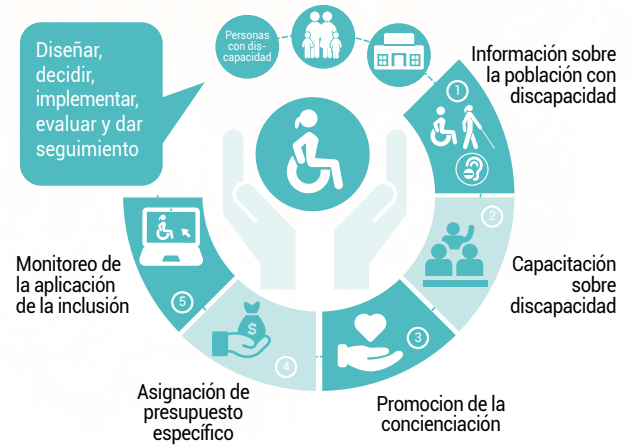 Diseñar,
decidir,
implementar,
evaluar y dar
seguimiento
Personas
con dis-
capacidad
Información sobre
la población con
discapacidad
1
2
Capacitación
sobre
discapacidad
3
Promocion de la
concienciación
4
$
Asignación de
presupuesto
específico
5
Monitoreo de
la aplicación
de la inclusión